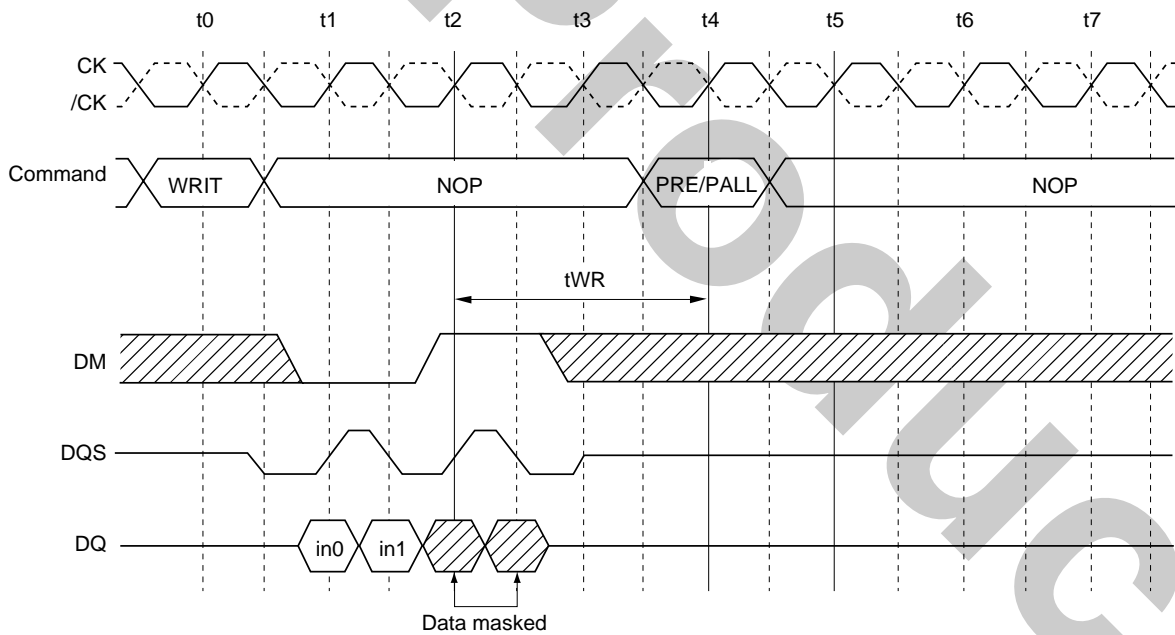 t0 t1 t2 t3 t4 t5 t6 t7
CK
/CK
Command WRIT NOP PRE/PALL NOP
tWR
DM
DQS
DQ in0 in1
Data masked
roduc